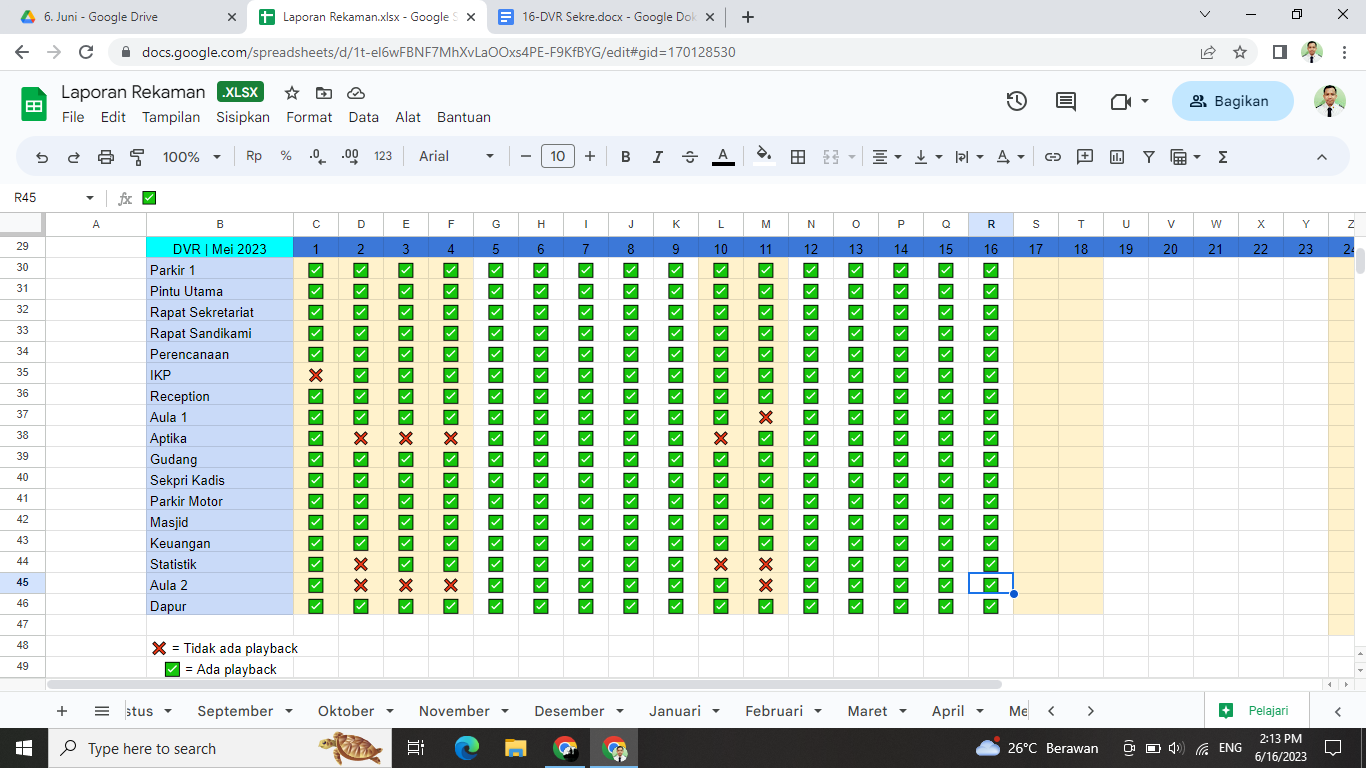 6. Juni - Google Drive
Laporan Rekaman.xlsx - Google S
16-DVR Sekre.docx - Google Dok
docs.google.com/spreadsheets/d/1t-eI6wFBNF7MhXvLaOOxs4PE-F9KfBYG/edit#gid=170128530
Laporan Rekaman .XLSX
File Edit Tampilan Sisipkan Format Data Alat Bantuan
Bagikan
100% Rp % .0 .00 123 Arial 10 B I S A
R45 fx ✅
A B C D E F G H I J K L M N O P Q R S T U V W X Y Z
29 DVR | Mei 2023 1 2 3 4 5 6 7 8 9 10 11 12 13 14 15 16 17 18 19 20 21 22 23 24
30 Parkir 1 ✅ ✅ ✅ ✅ ✅ ✅ ✅ ✅ ✅ ✅ ✅ ✅ ✅ ✅ ✅ ✅
31 Pintu Utama ✅ ✅ ✅ ✅ ✅ ✅ ✅ ✅ ✅ ✅ ✅ ✅ ✅ ✅ ✅ ✅
32 Rapat Sekretariat ✅ ✅ ✅ ✅ ✅ ✅ ✅ ✅ ✅ ✅ ✅ ✅ ✅ ✅ ✅ ✅
33 Rapat Sandikami ✅ ✅ ✅ ✅ ✅ ✅ ✅ ✅ ✅ ✅ ✅ ✅ ✅ ✅ ✅ ✅
34 Perencanaan ✅ ✅ ✅ ✅ ✅ ✅ ✅ ✅ ✅ ✅ ✅ ✅ ✅ ✅ ✅ ✅
35 IKP ❌ ✅ ✅ ✅ ✅ ✅ ✅ ✅ ✅ ✅ ✅ ✅ ✅ ✅ ✅ ✅
36 Reception ✅ ✅ ✅ ✅ ✅ ✅ ✅ ✅ ✅ ✅ ✅ ✅ ✅ ✅ ✅ ✅
37 Aula 1 ✅ ✅ ✅ ✅ ✅ ✅ ✅ ✅ ✅ ✅ ❌ ✅ ✅ ✅ ✅ ✅
38 Aptika ✅ ❌ ❌ ❌ ✅ ✅ ✅ ✅ ✅ ❌ ✅ ✅ ✅ ✅ ✅ ✅
39 Gudang ✅ ✅ ✅ ✅ ✅ ✅ ✅ ✅ ✅ ✅ ✅ ✅ ✅ ✅ ✅ ✅
40 Sekpri Kadis ✅ ✅ ✅ ✅ ✅ ✅ ✅ ✅ ✅ ✅ ✅ ✅ ✅ ✅ ✅ ✅
41 Parkir Motor ✅ ✅ ✅ ✅ ✅ ✅ ✅ ✅ ✅ ✅ ✅ ✅ ✅ ✅ ✅ ✅
42 Masjid ✅ ✅ ✅ ✅ ✅ ✅ ✅ ✅ ✅ ✅ ✅ ✅ ✅ ✅ ✅ ✅
43 Keuangan ✅ ✅ ✅ ✅ ✅ ✅ ✅ ✅ ✅ ✅ ✅ ✅ ✅ ✅ ✅ ✅
44 Statistik ✅ ❌ ✅ ✅ ✅ ✅ ✅ ✅ ✅ ❌ ❌ ✅ ✅ ✅ ✅ ✅
45 Aula 2 ✅ ❌ ❌ ❌ ✅ ✅ ✅ ✅ ✅ ✅ ❌ ✅ ✅ ✅ ✅ ✅
46 Dapur ✅ ✅ ✅ ✅ ✅ ✅ ✅ ✅ ✅ ✅ ✅ ✅ ✅ ✅ ✅ ✅
47
48 ❌ = Tidak ada playback
49 ✅ = Ada playback
stus September Oktober November Desember Januari Februari Maret April Me
Pelajari
Type here to search
26°C Berawan
ENG
2:13 PM
6/16/2023